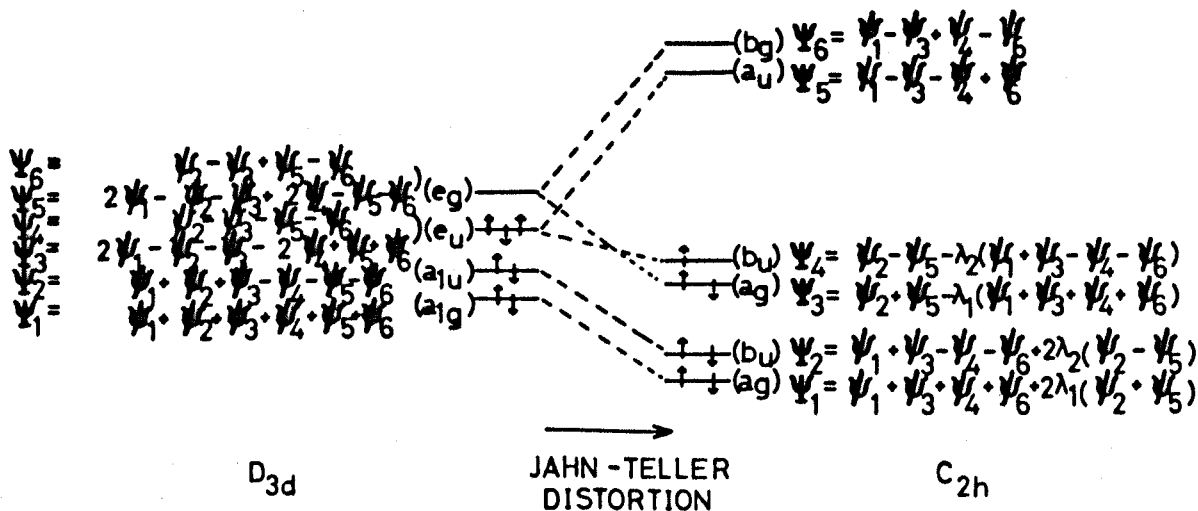 (bg) Ψ6 = ψ1 - ψ3 + ψ4 - ψ6
(au) Ψ5 = ψ1 - ψ3 - ψ4 + ψ6
Ψ6 = ψ2 - ψ3 + ψ5 - ψ6
Ψ5 = 2ψ1 - ψ2 - ψ3 + 2ψ4 - ψ5 - ψ6 )(eg)
Ψ4 = ψ2 - ψ3 - ψ5 - ψ6
Ψ3 = 2ψ1 - ψ2 - ψ3 - 2ψ4 + ψ5 + ψ6 )(eu)
Ψ2 = ψ1 + ψ2 + ψ3 - ψ4 - ψ5 - ψ6 (a1u)
Ψ1 = ψ1 + ψ2 + ψ3 + ψ4 + ψ5 + ψ6 (a1g)
(bu) Ψ4 = ψ2 - ψ5 - λ2(ψ1 + ψ3 - ψ4 - ψ6)
(ag) Ψ3 = ψ2 + ψ5 - λ1(ψ1 + ψ3 + ψ4 + ψ6)
(bu) Ψ2 = ψ1 + ψ3 - ψ4 - ψ6 + 2λ2(ψ2 - ψ5)
(ag) Ψ1 = ψ1 + ψ3 + ψ4 + ψ6 + 2λ1(ψ2 + ψ5)
D3d
JAHN-TELLER
DISTORTION
C2h